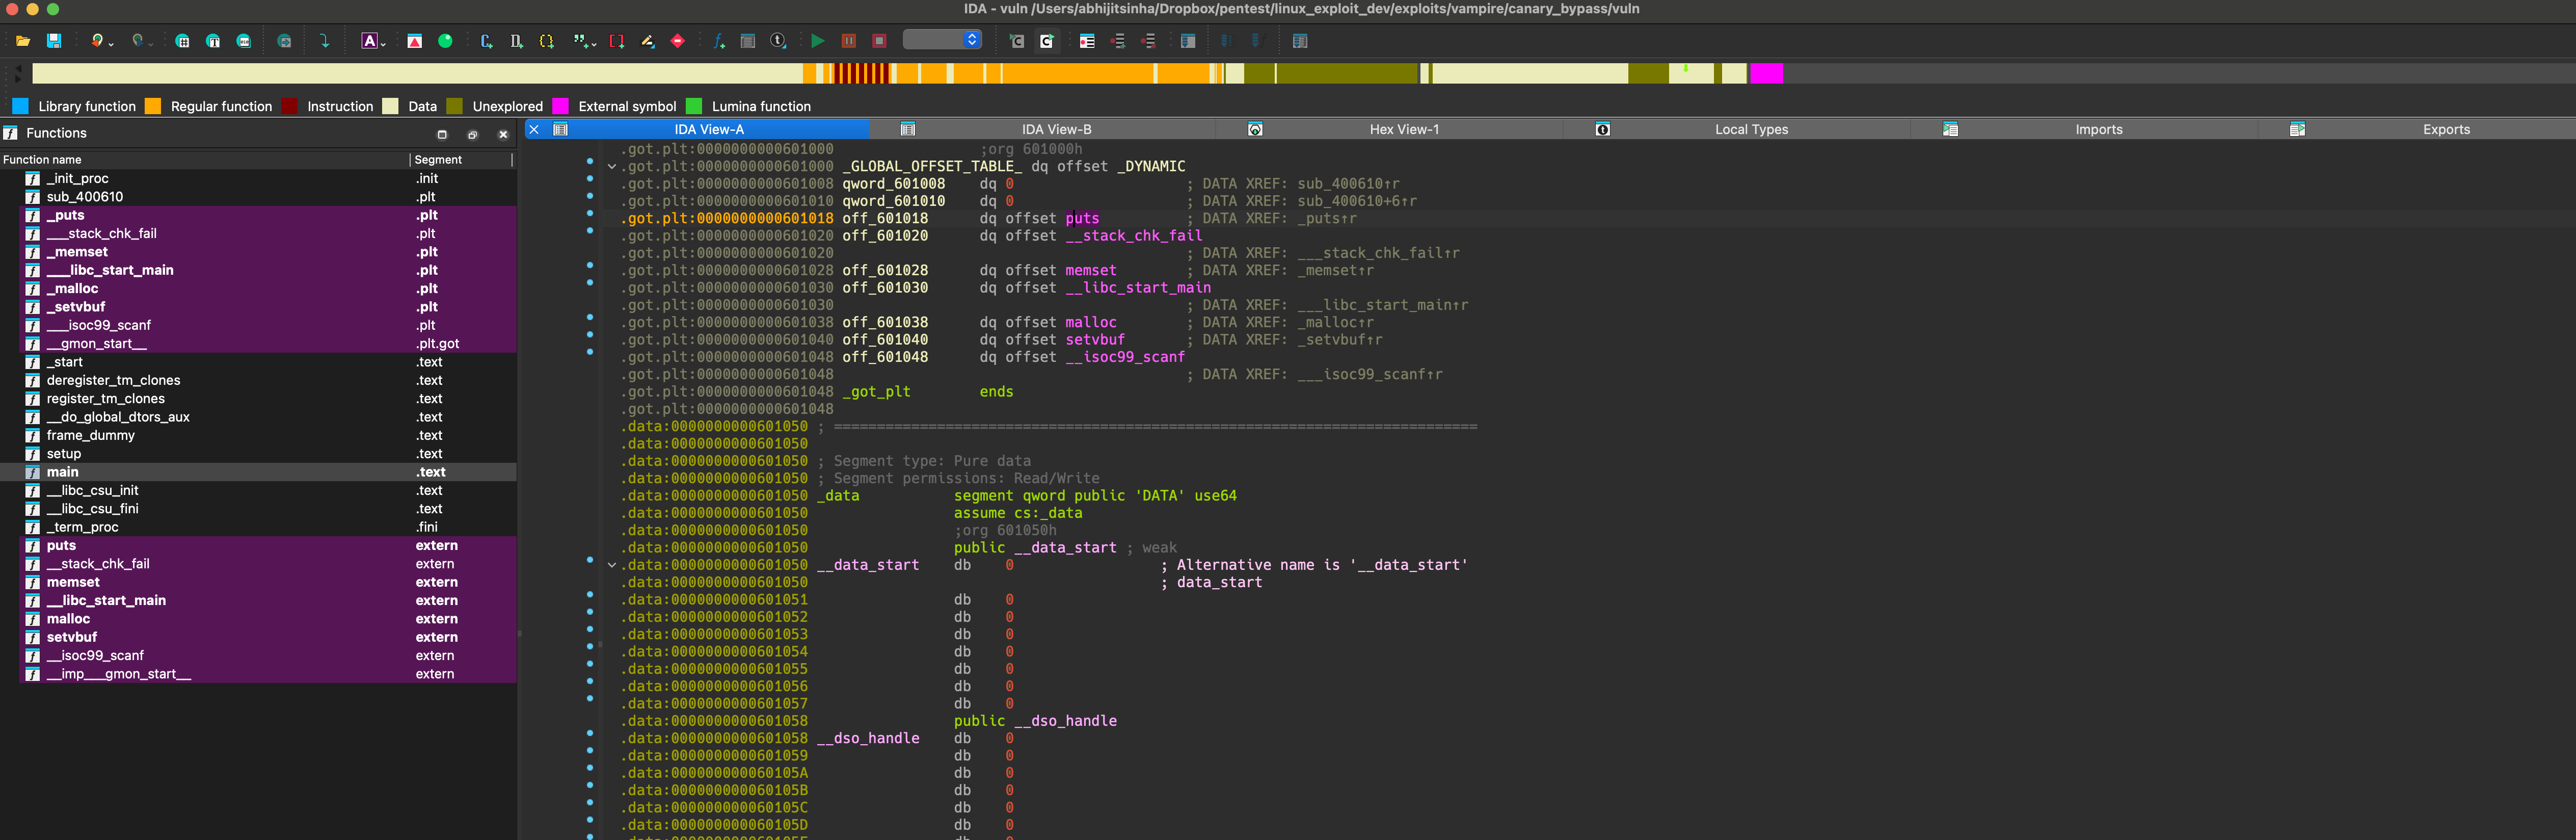 IDA - vuln /Users/abhijitsinha/Dropbox/pentest/linux_exploit_dev/exploits/vampire/canary_bypass/vuln
Library function Regular function Instruction Data Unexplored External symbol Lumina function
Functions
Function name Segment
_init_proc .init
sub_400610 .plt
_puts .plt
___stack_chk_fail .plt
_memset .plt
___libc_start_main .plt
_malloc .plt
_setvbuf .plt
___isoc99_scanf .plt
__gmon_start__ .plt.got
_start .text
deregister_tm_clones .text
register_tm_clones .text
__do_global_dtors_aux .text
frame_dummy .text
setup .text
main .text
__libc_csu_init .text
__libc_csu_fini .text
_term_proc .fini
puts extern
__stack_chk_fail extern
memset extern
__libc_start_main extern
malloc extern
setvbuf extern
__isoc99_scanf extern
__imp___gmon_start__ extern
IDA View-A IDA View-B Hex View-1 Local Types Imports Exports
.got.plt:0000000000601000 ;org 601000h
.got.plt:0000000000601000 _GLOBAL_OFFSET_TABLE_ dq offset _DYNAMIC
.got.plt:0000000000601008 qword_601008 dq 0 ; DATA XREF: sub_400610↑r
.got.plt:0000000000601010 qword_601010 dq 0 ; DATA XREF: sub_400610+6↑r
.got.plt:0000000000601018 off_601018 dq offset puts ; DATA XREF: _puts↑r
.got.plt:0000000000601020 off_601020 dq offset __stack_chk_fail
.got.plt:0000000000601020 ; DATA XREF: ___stack_chk_fail↑r
.got.plt:0000000000601028 off_601028 dq offset memset ; DATA XREF: _memset↑r
.got.plt:0000000000601030 off_601030 dq offset __libc_start_main
.got.plt:0000000000601030 ; DATA XREF: ___libc_start_main↑r
.got.plt:0000000000601038 off_601038 dq offset malloc ; DATA XREF: _malloc↑r
.got.plt:0000000000601040 off_601040 dq offset setvbuf ; DATA XREF: _setvbuf↑r
.got.plt:0000000000601048 off_601048 dq offset __isoc99_scanf
.got.plt:0000000000601048 ; DATA XREF: ___isoc99_scanf↑r
.got.plt:0000000000601048 _got_plt ends
.got.plt:0000000000601048
.data:0000000000601050 ; ===========================================================================
.data:0000000000601050
.data:0000000000601050 ; Segment type: Pure data
.data:0000000000601050 ; Segment permissions: Read/Write
.data:0000000000601050 _data segment qword public 'DATA' use64
.data:0000000000601050 assume cs:_data
.data:0000000000601050 ;org 601050h
.data:0000000000601050 public __data_start ; weak
.data:0000000000601050 __data_start db 0 ; Alternative name is '__data_start'
.data:0000000000601050 ; data_start
.data:0000000000601051 db 0
.data:0000000000601052 db 0
.data:0000000000601053 db 0
.data:0000000000601054 db 0
.data:0000000000601055 db 0
.data:0000000000601056 db 0
.data:0000000000601057 db 0
.data:0000000000601058 public __dso_handle
.data:0000000000601058 __dso_handle db 0
.data:0000000000601059 db 0
.data:000000000060105A db 0
.data:000000000060105B db 0
.data:000000000060105C db 0
.data:000000000060105D db 0